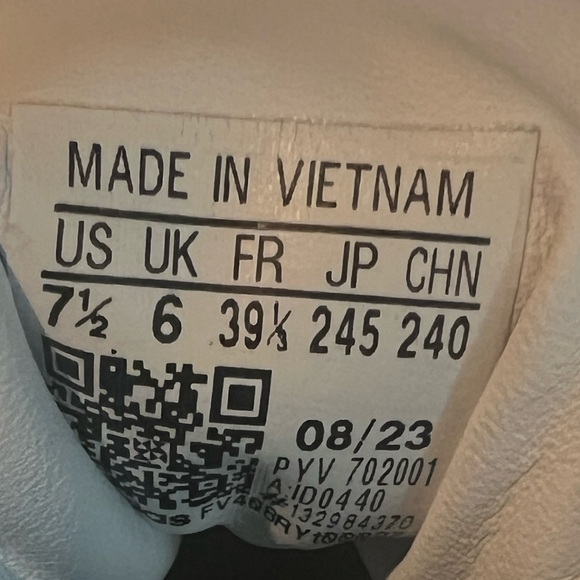 MADE IN VIETNAM
US UK FR JP CHN
7½ 6 39⅓ 245 240
08/23
PYV 702001
A:ID0440
132984370